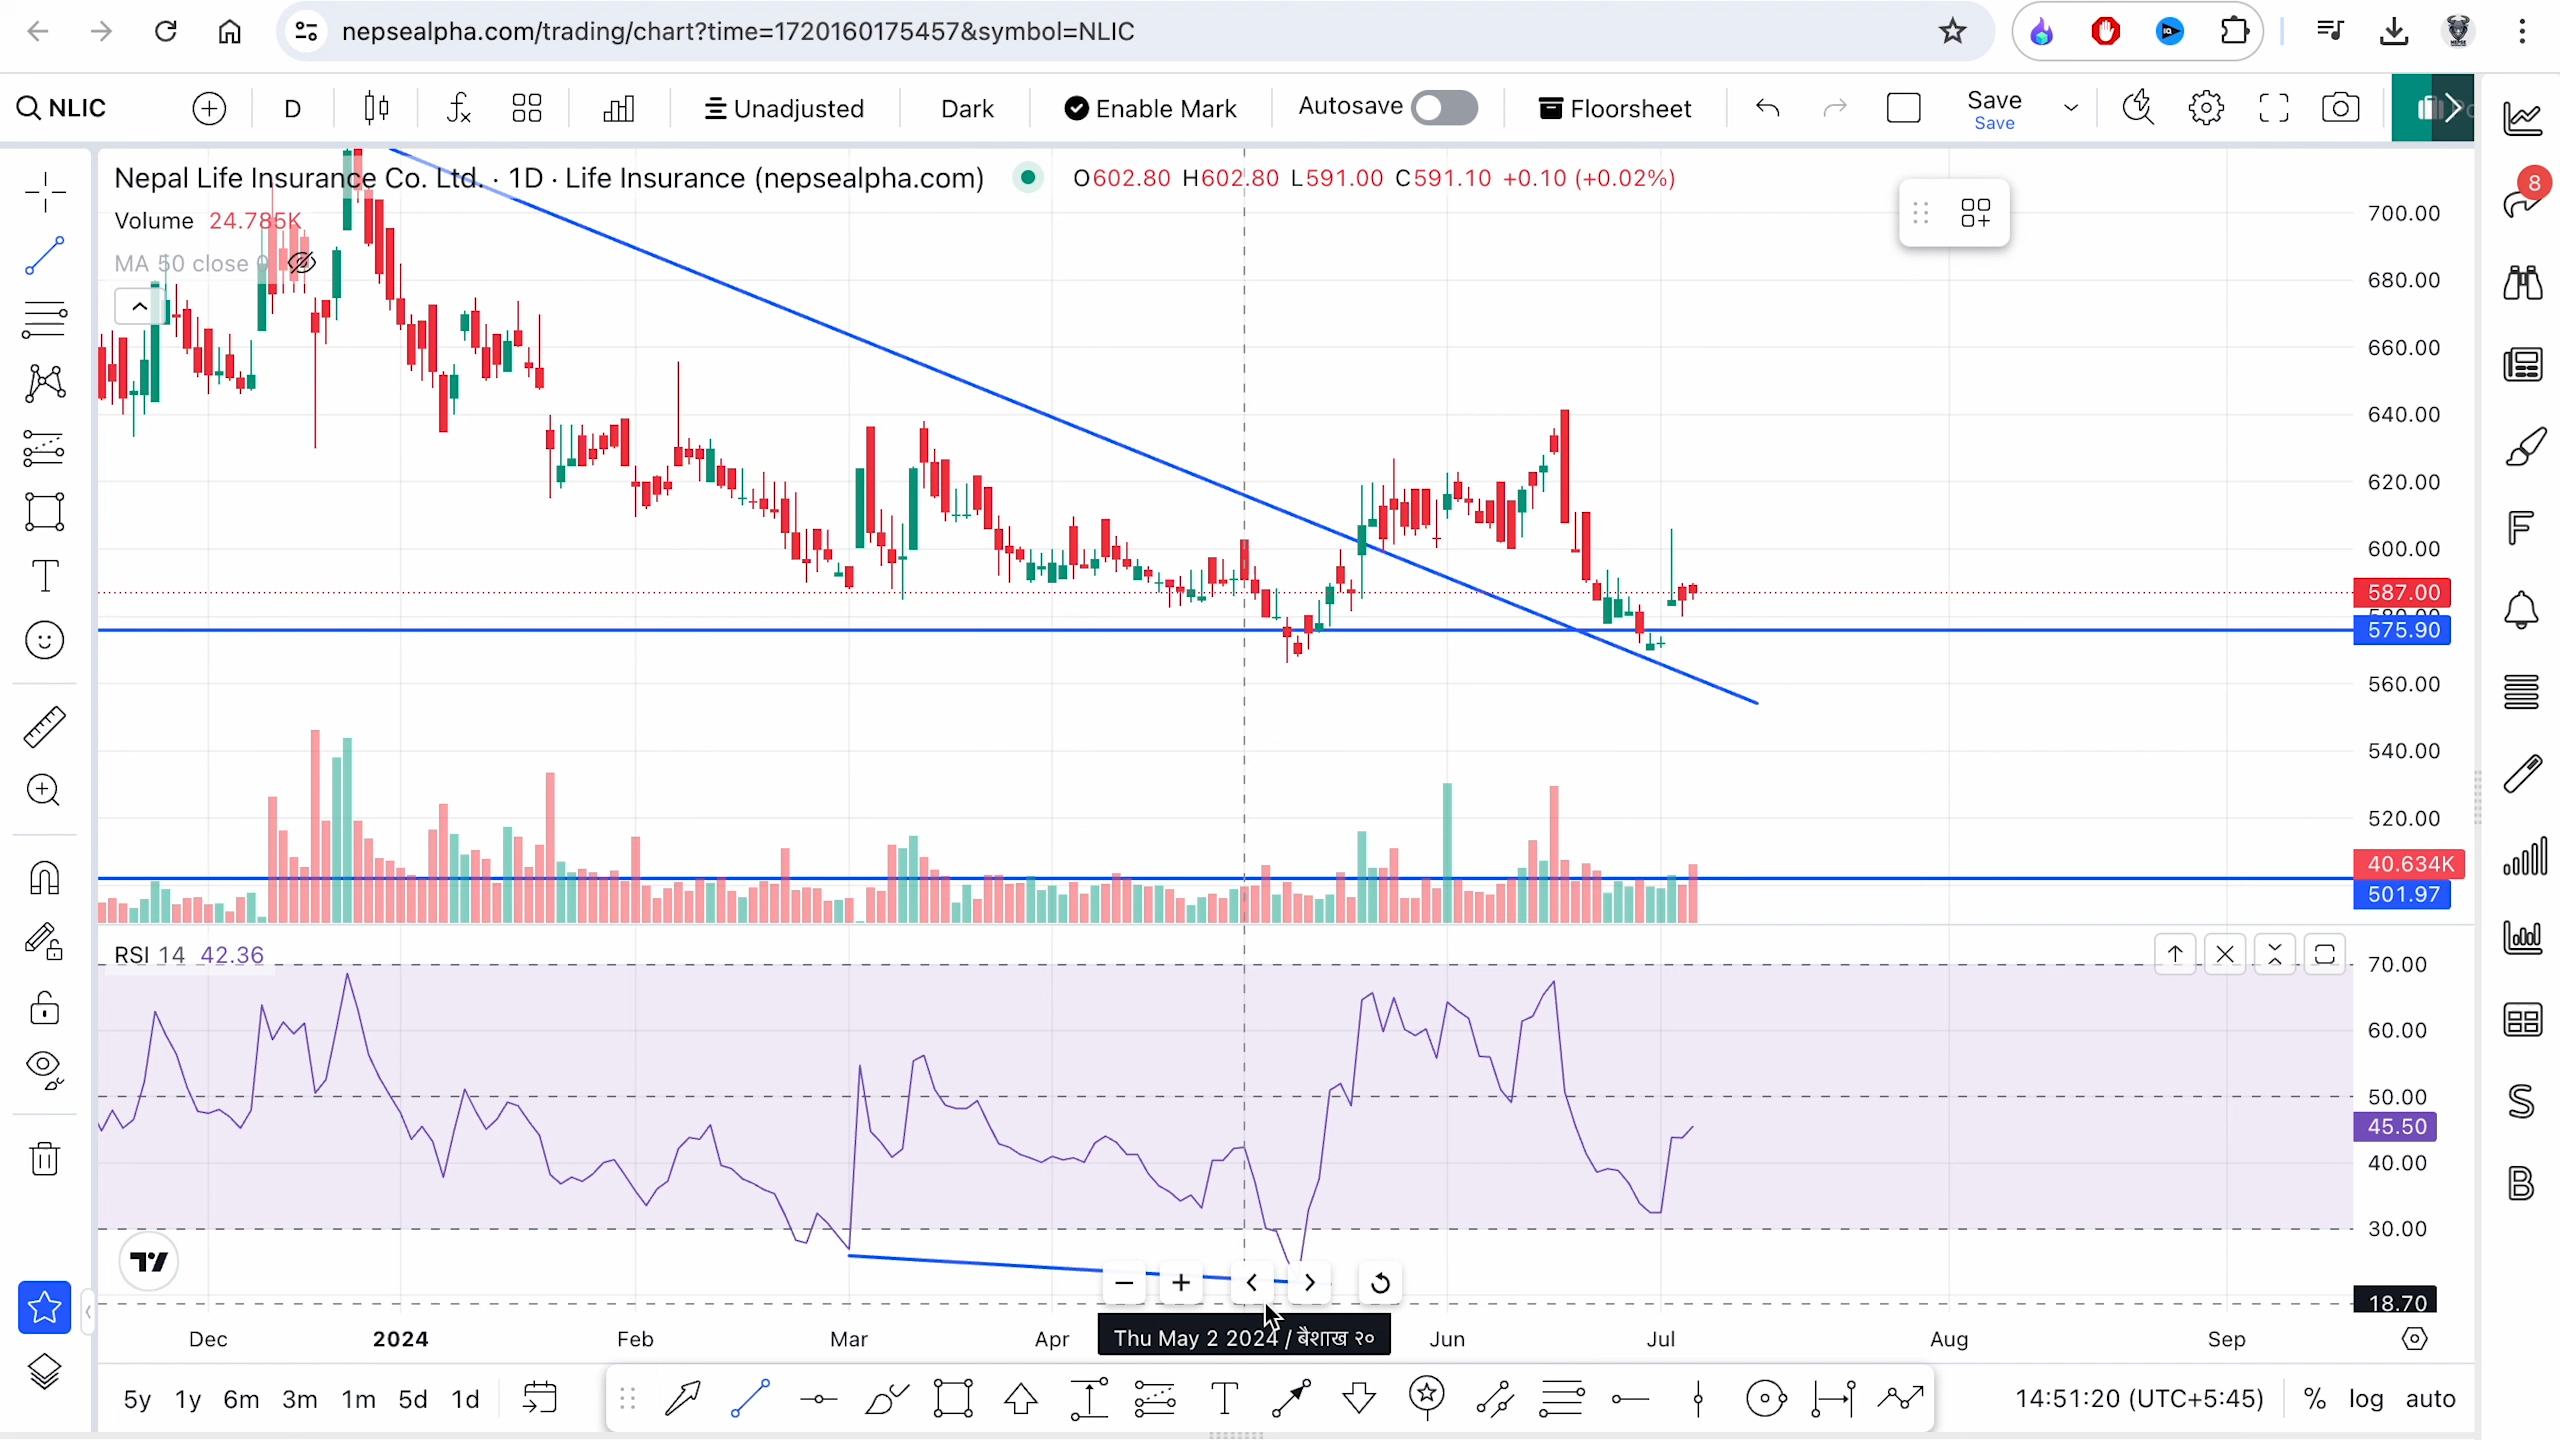 nepsealpha.com/trading/chart?time=1720160175457&symbol=NLIC
NLIC D Unadjusted Dark Enable Mark Autosave Floorsheet Save
Save
Nepal Life Insurance Co. Ltd. · 1D · Life Insurance (nepsealpha.com) O602.80 H602.80 L591.00 C591.10 +0.10 (+0.02%)
Volume 24.785K
MA 50 close 0
8
700.00
680.00
660.00
640.00
620.00
600.00
587.00
580.00
575.90
560.00
540.00
520.00
40.634K
501.97
RSI 14 42.36
70.00
60.00
50.00
45.50
40.00
30.00
18.70
Dec 2024 Feb Mar Apr Thu May 2 2024 / बैशाख २० Jun Jul Aug Sep
5y 1y 6m 3m 1m 5d 1d 14:51:20 (UTC+5:45) % log auto
F
S
B